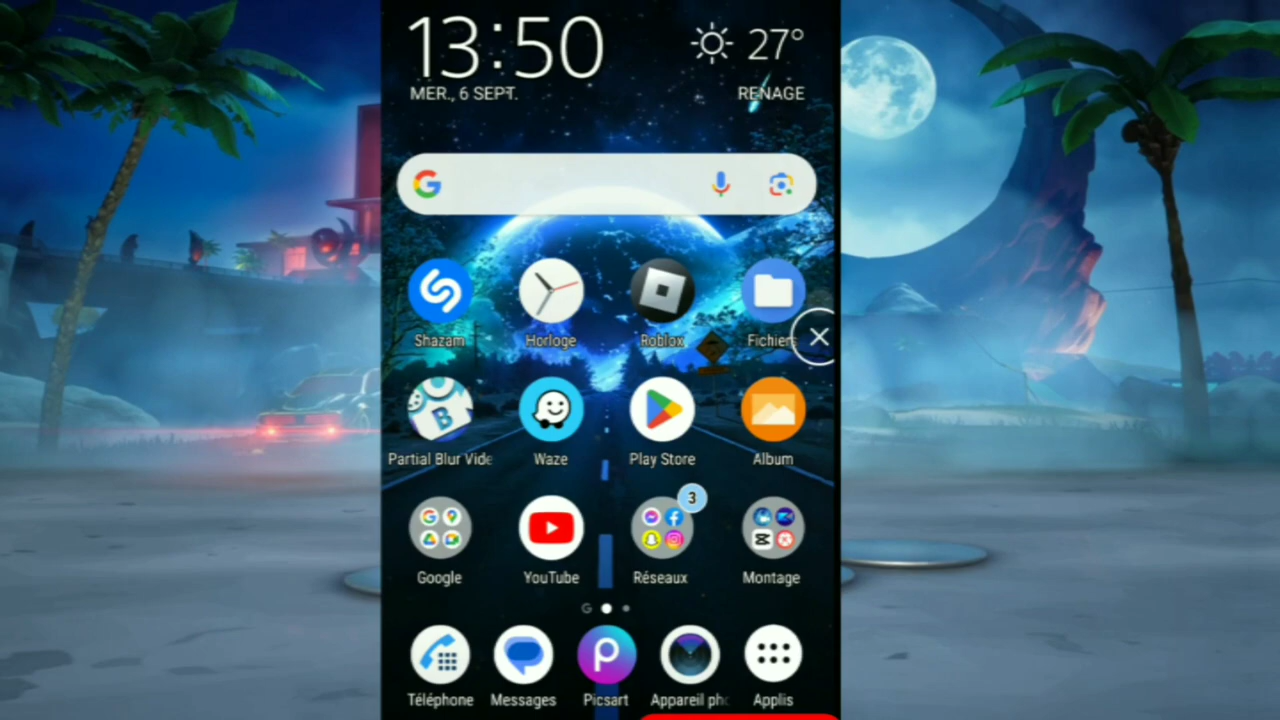 13:50
27°
MER., 6 SEPT.
RENAGE
Shazam
Horloge
Roblox
Fichiers
Partial Blur Vide
Waze
Play Store
Album
3
Google
YouTube
Réseaux
Montage
G
Téléphone
Messages
Picsart
Appareil pho
Applis